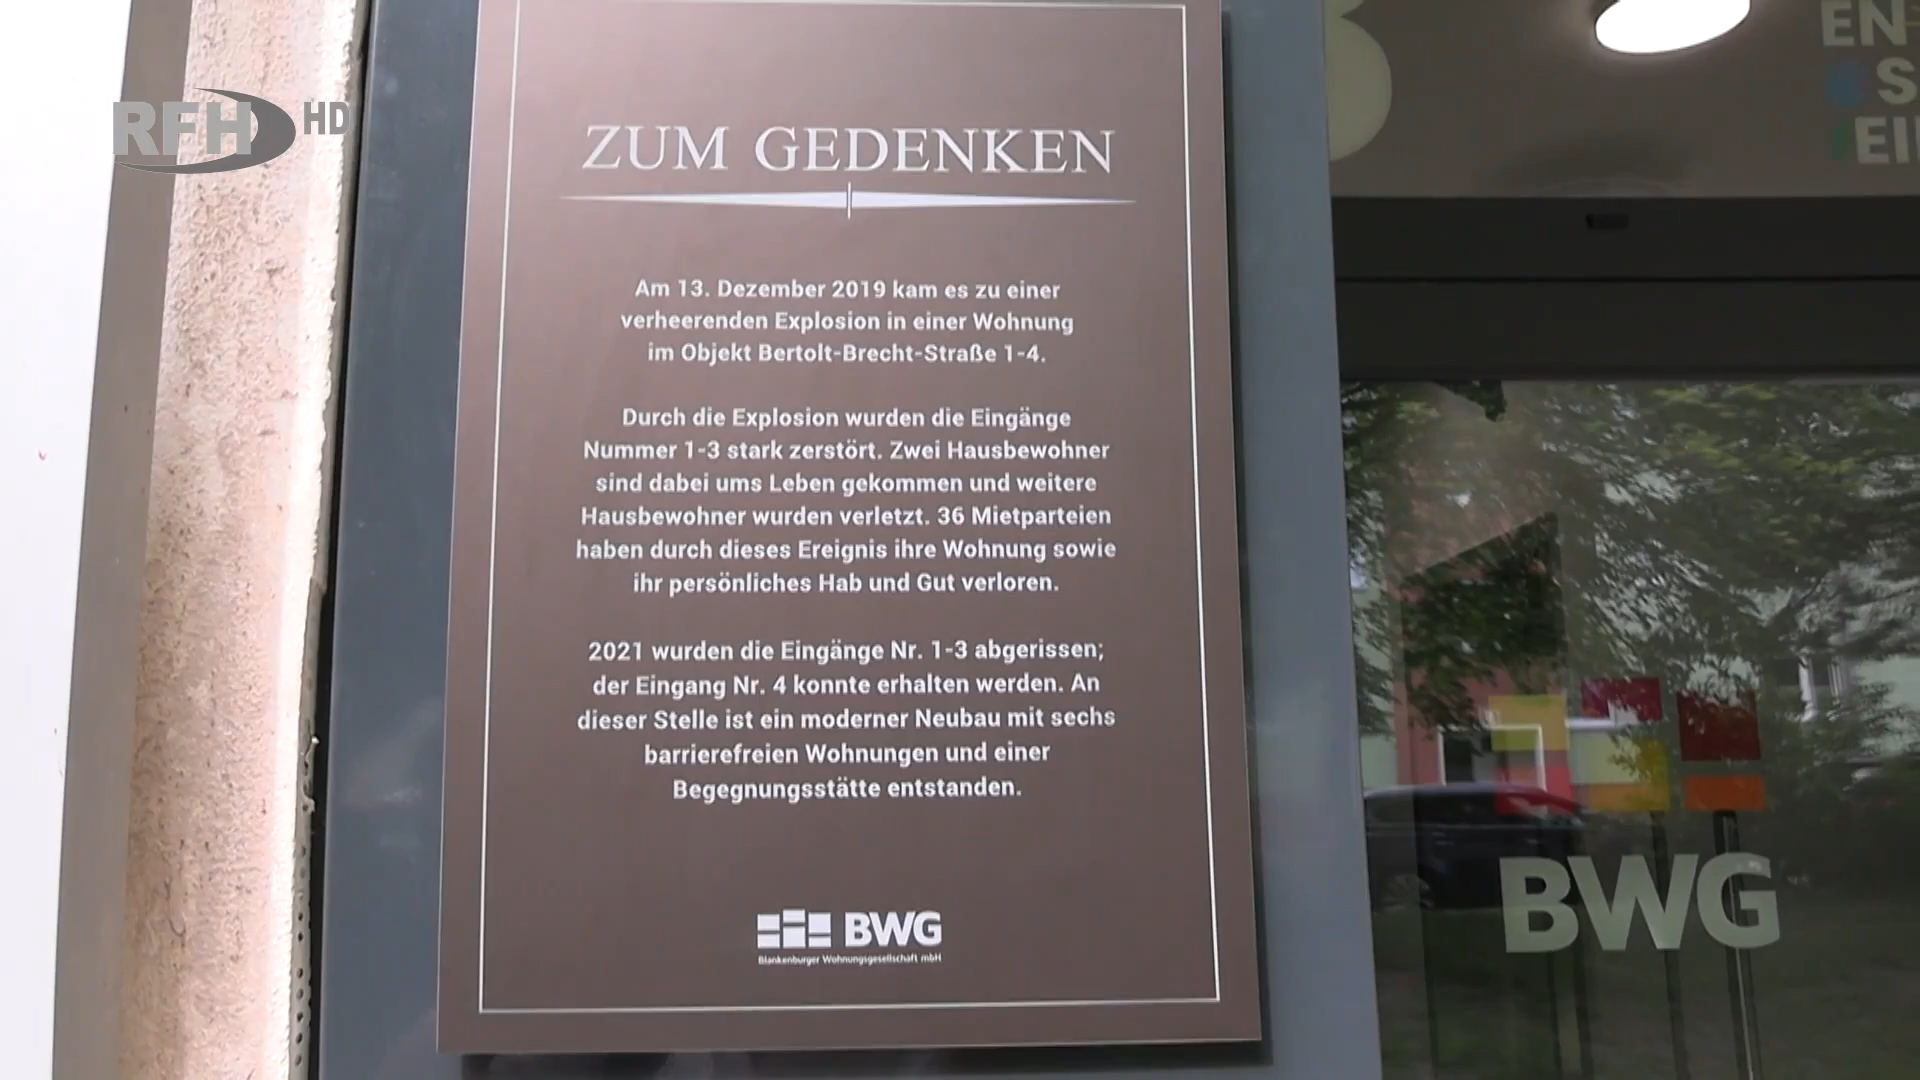 RFH HD
ZUM GEDENKEN
Am 13. Dezember 2019 kam es zu einer
verheerenden Explosion in einer Wohnung
im Objekt Bertolt-Brecht-Straße 1-4.
Durch die Explosion wurden die Eingänge
Nummer 1-3 stark zerstört. Zwei Hausbewohner
sind dabei ums Leben gekommen und weitere
Hausbewohner wurden verletzt. 36 Mietparteien
haben durch dieses Ereignis ihre Wohnung sowie
ihr persönliches Hab und Gut verloren.
2021 wurden die Eingänge Nr. 1-3 abgerissen;
der Eingang Nr. 4 konnte erhalten werden. An
dieser Stelle ist ein moderner Neubau mit sechs
barrierefreien Wohnungen und einer
Begegnungsstätte entstanden.
BWG
Blankenburger Wohnungsgesellschaft mbH
EN
BWG